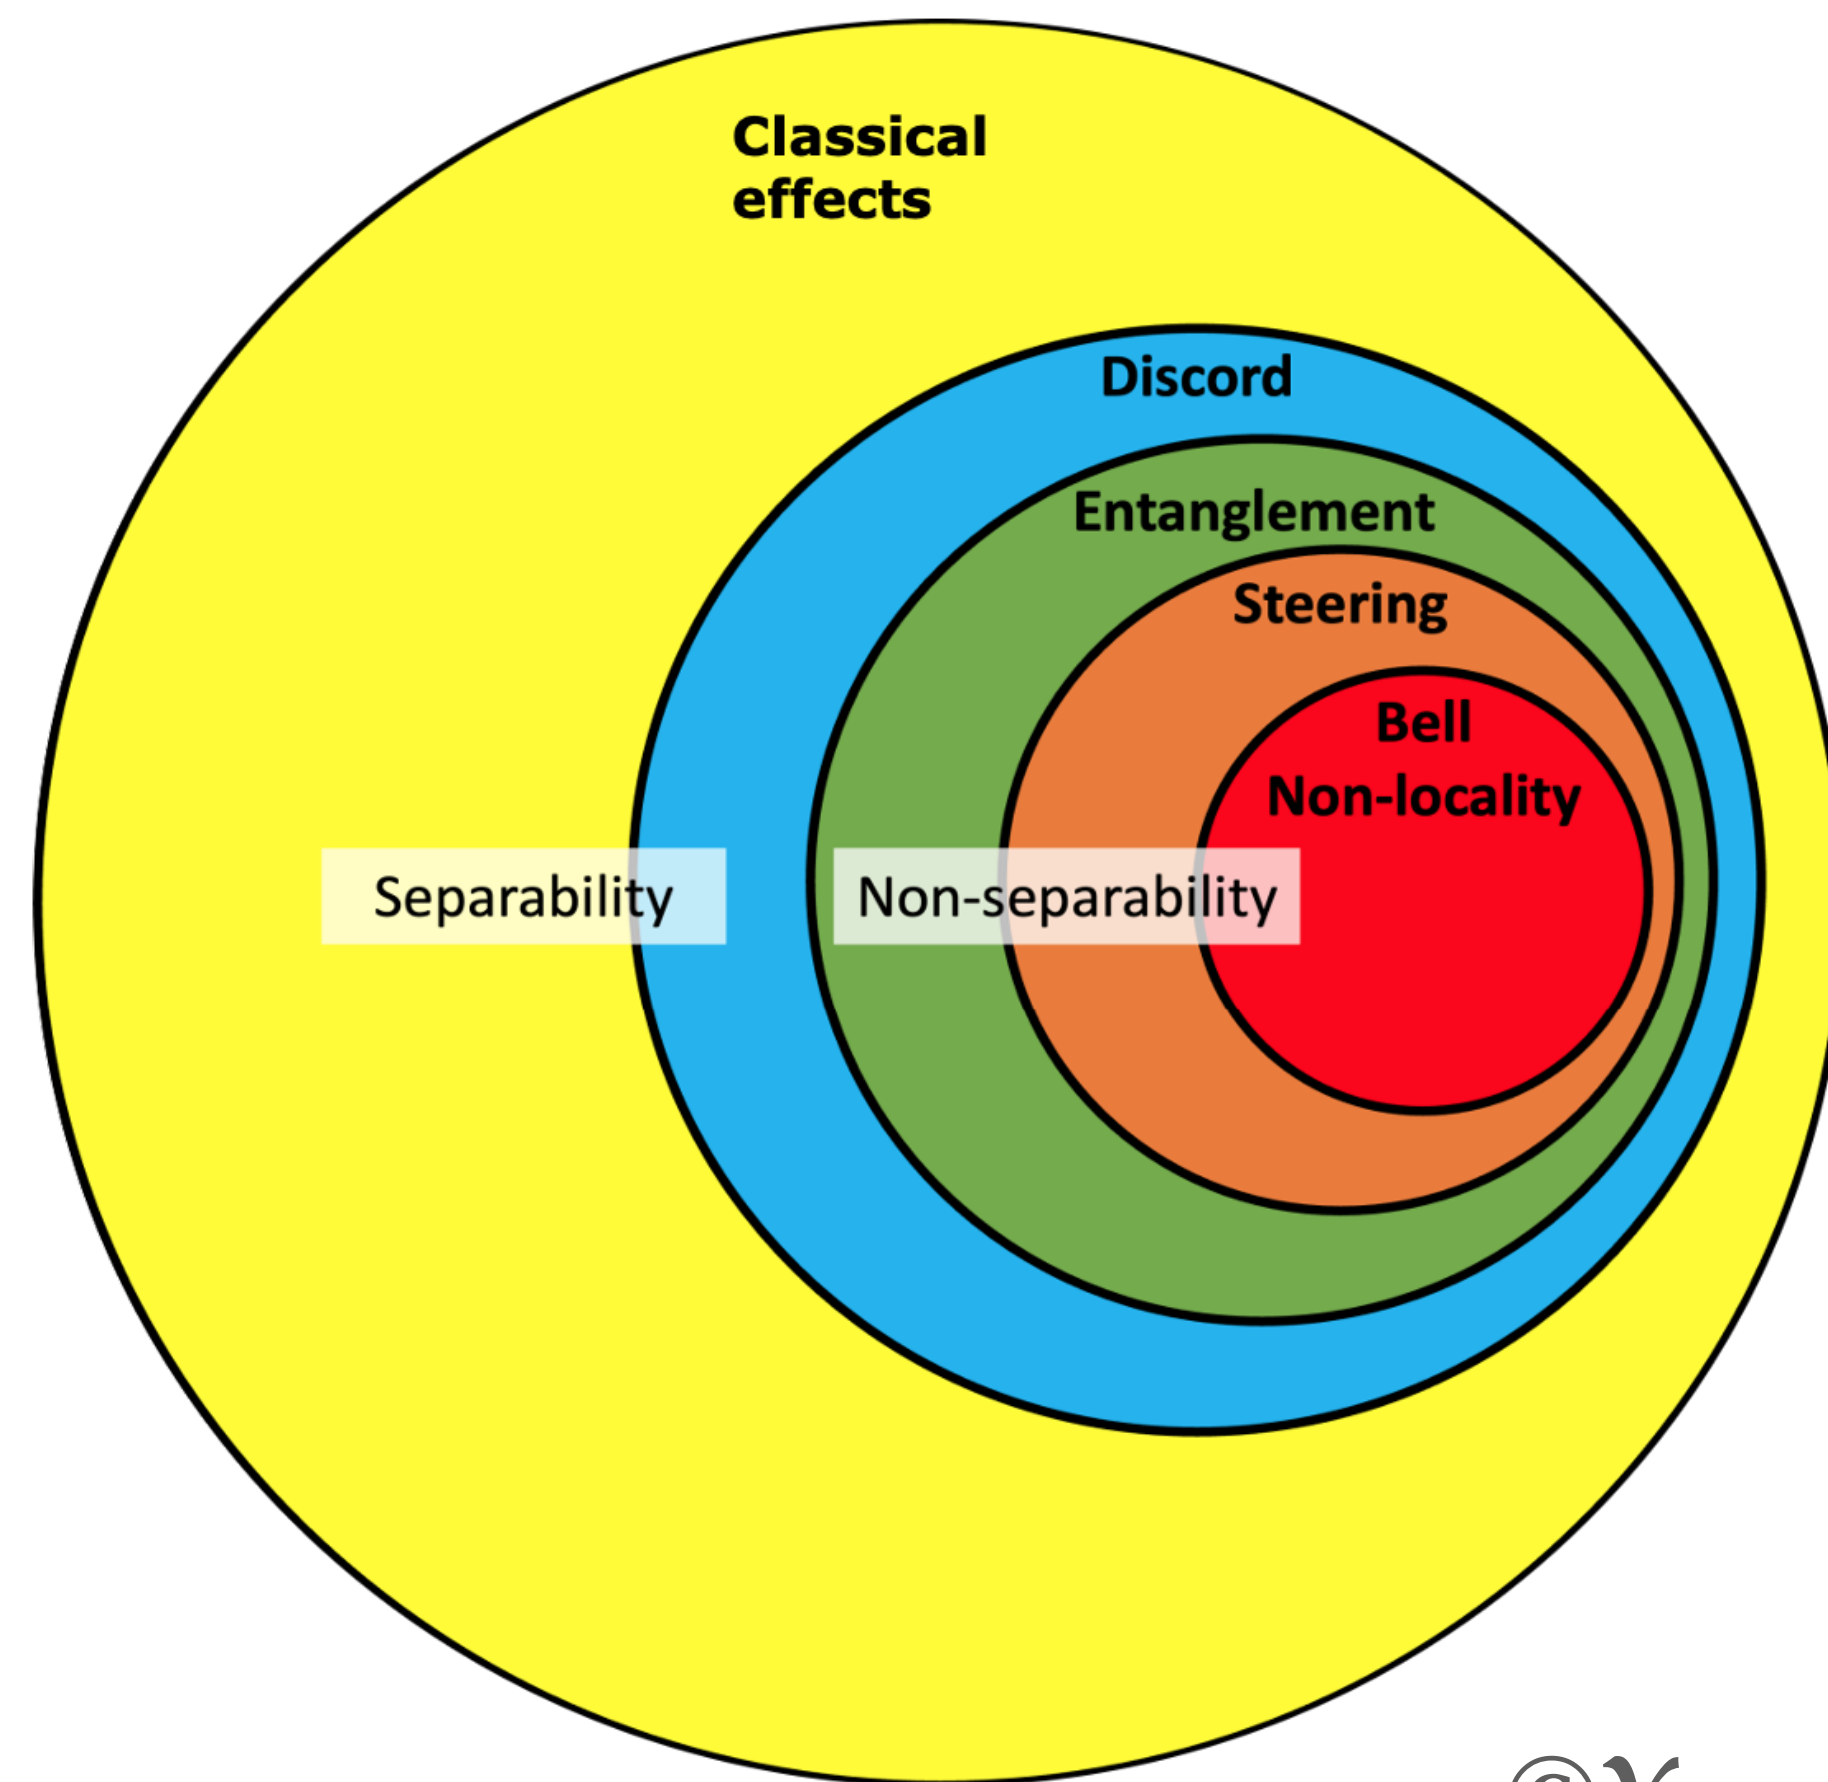 Classical
effects
Discord
Entanglement
Steering
Bell
Non-locality
Separability
Non-separability